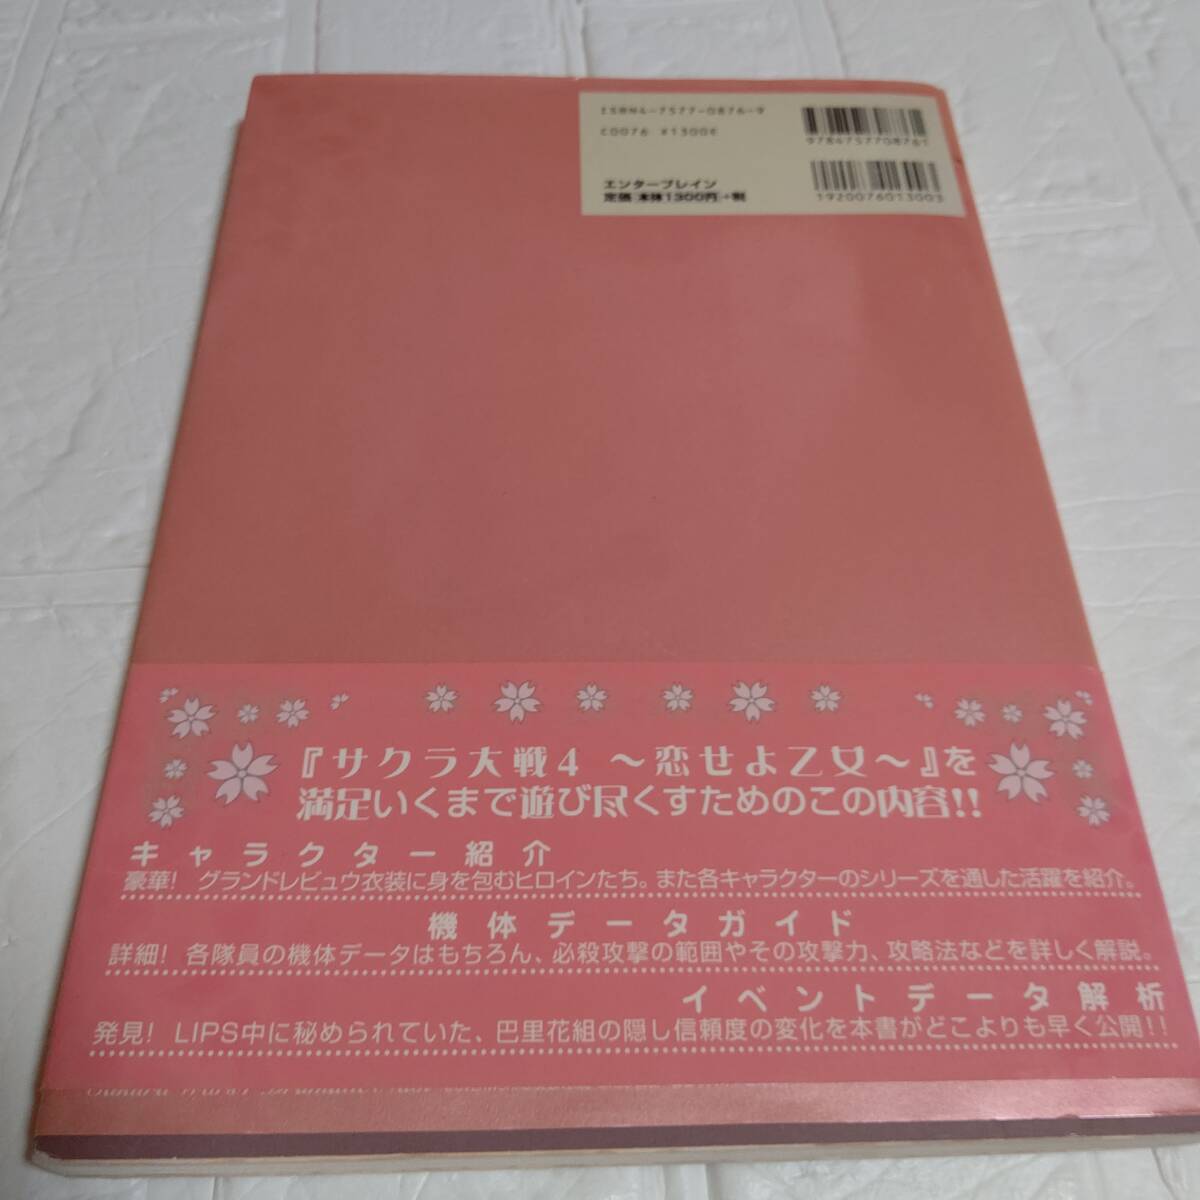 ISBN4-7577-0876-9
C0076 ¥1300E
エンターブレイン
定価[本体1300円]+税
9784757708761
1920076013003
『サクラ大戦4 ～恋せよ乙女～』を
満足いくまで遊び尽くすためのこの内容!!
キャラクター紹介
豪華! グランドレビュウ衣装に身を包むヒロインたち。また各キャラクターのシリーズを通した活躍を紹介。
機体データガイド
詳細! 各隊員の機体データはもちろん、必殺攻撃の範囲やその攻撃力、攻略法などを詳しく解説。
イベントデータ解析
発見! LIPS中に秘められていた、巴里花組の隠し信頼度の変化を本書がどこよりも早く公開!!